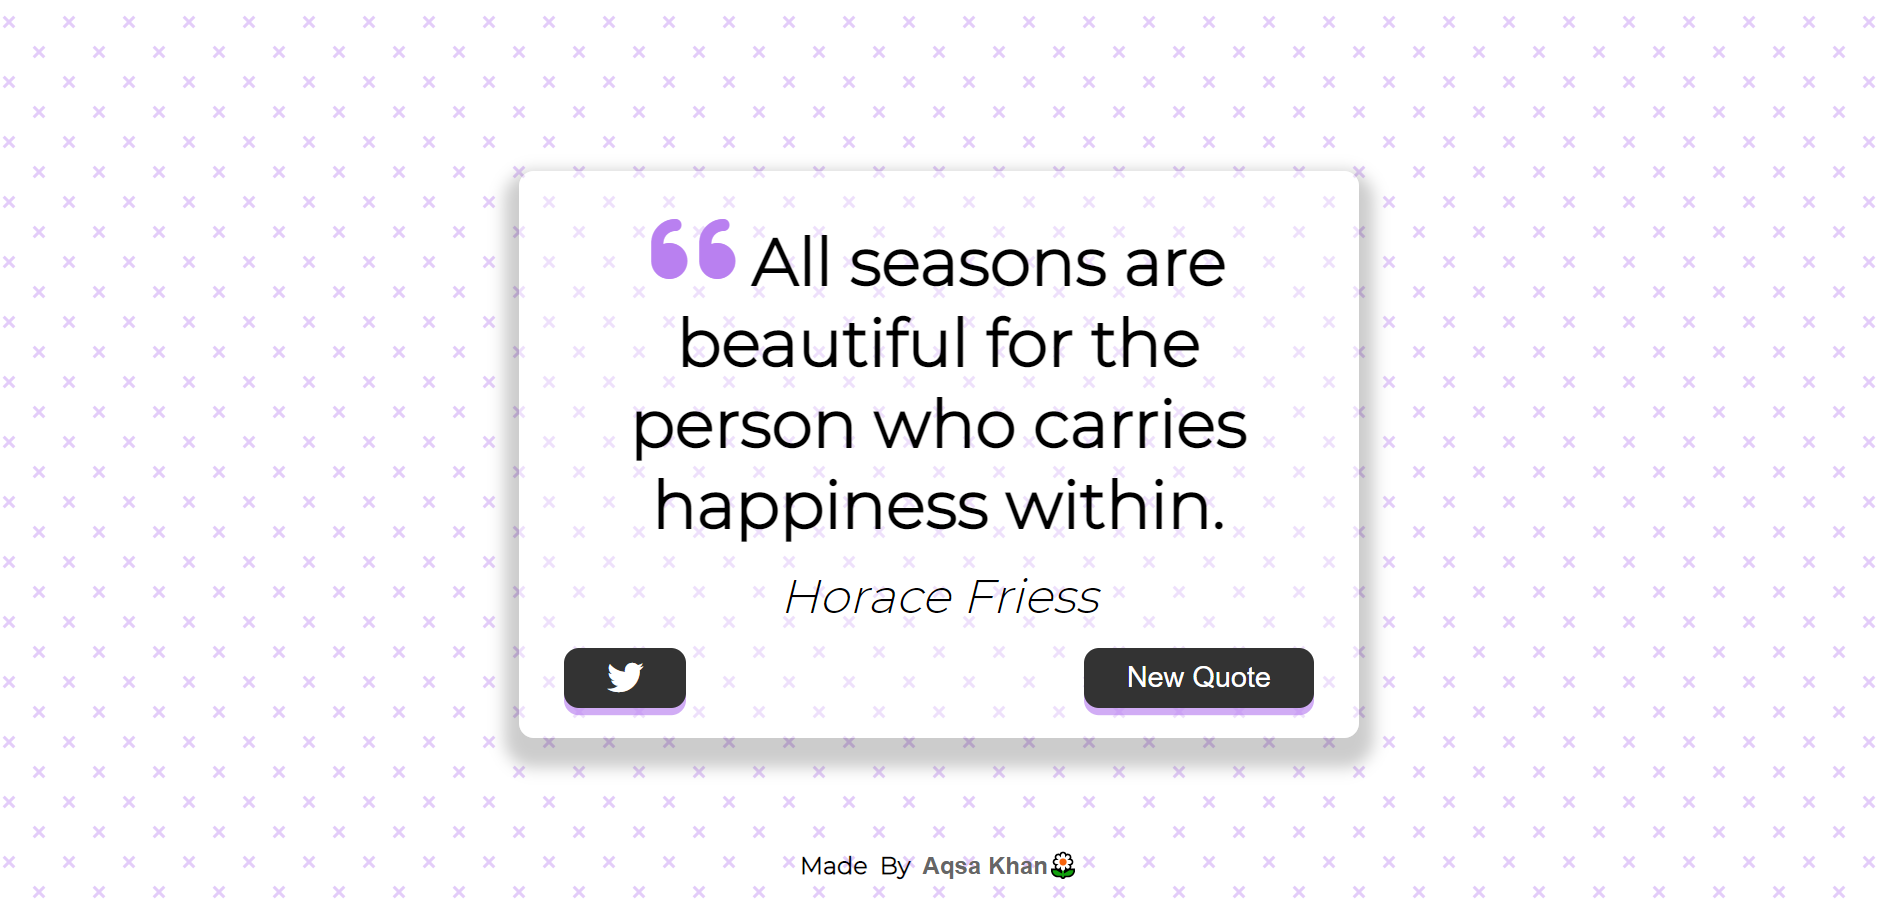 All seasons are
beautiful for the
person who carries
happiness within.
Horace Friess
New Quote
Made By Aqsa Khan